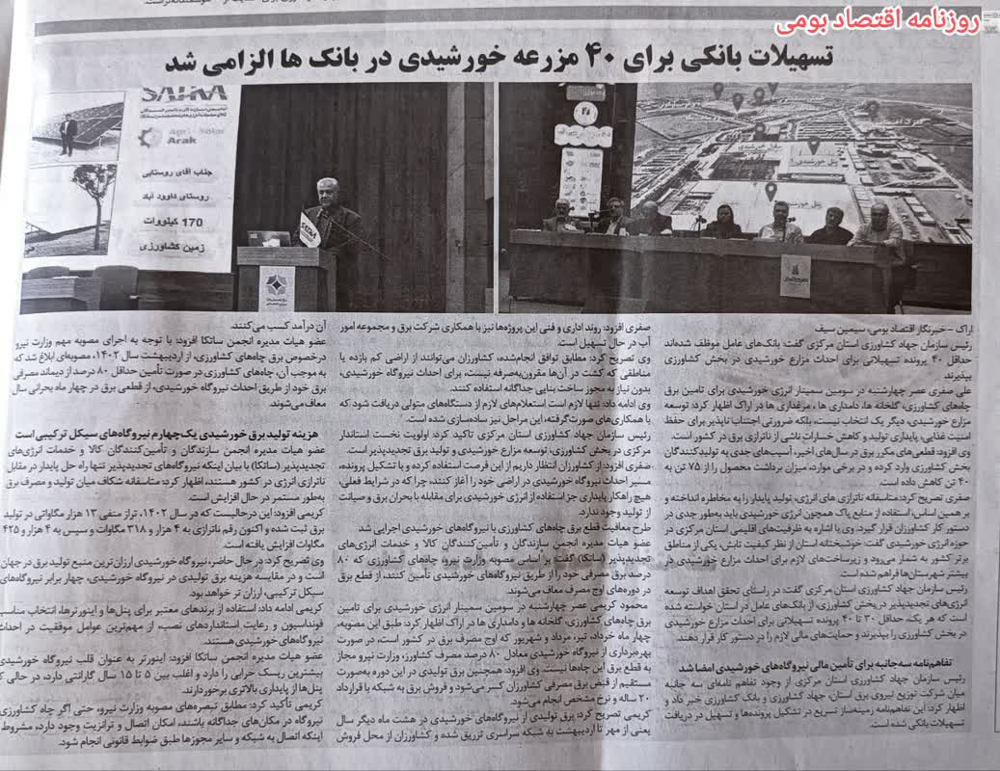 روزنامه اقتصاد بومی
تسهیلات بانکی برای ۴۰ مزرعه خورشیدی در بانک ها الزامی شد
SATKA
Agri-Solar
Arak
جناب آقای روستایی
روستای داوود آباد
170 کیلووات
زمین کشاورزی
پنل خورشیدی
پنل خورشیدی
اراک - خبرنگار اقتصاد بومی، سیمین سیف
رئیس سازمان جهاد کشاورزی استان مرکزی گفت: بانک‌های عامل موظف شده‌اند
حداقل ۴۰ پرونده تسهیلاتی برای احداث مزارع خورشیدی در بخش کشاورزی
بپذیرند
علی صفری عصر چهارشنبه در سومین سمینار انرژی خورشیدی برای تامین برق
چاه‌های کشاورزی، گلخانه ها، دامداری ها ، مرغداری ها در اراک اظهار کرد: توسعه
مزارع خورشیدی، دیگر یک انتخاب نیست، بلکه ضرورتی اجتناب ناپذیر برای حفظ
امنیت غذایی، پایداری تولید و کاهش خسارات ناشی از ناترازی برق در کشور است.
وی افزود: قطعی‌های مکرر برق در سال‌های اخیر، آسیب‌های جدی به تولیدکنندگان
بخش کشاورزی وارد کرده و در برخی موارد، میزان برداشت محصول را از ۷۵ تن به
۴۰ تن کاهش داده است.
صفری تصریح کرد: متاسفانه ناترازی های انرژی، تولید پایدار را به مخاطره انداخته و
بر همین اساس، استفاده از منابع پاک همچون انرژی خورشیدی باید به‌طور جدی در
دستور کار کشاورزان قرار گیرد. وی با اشاره به ظرفیت‌های اقلیمی استان مرکزی در
حوزه انرژی خورشیدی گفت: خوشبختانه استان از نظر کیفیت تابش، یکی از مناطق
برتر کشور به شمار می‌رود و زیرساخت‌های لازم برای احداث مزارع خورشیدی در
بیشتر شهرستان‌ها فراهم شده است.
رئیس سازمان جهاد کشاورزی استان مرکزی گفت: در راستای تحقق اهداف توسعه
انرژی‌های تجدیدپذیر در بخش کشاورزی، از بانک‌های عامل در استان خواسته شده
است که هر یک، حداقل ۳۰ تا ۴۰ پرونده تسهیلاتی برای احداث مزارع خورشیدی
در بخش کشاورزی را بپذیرند و حمایت‌های مالی لازم را در دستور کار قرار دهند.
تفاهم‌نامه سه‌جانبه برای تأمین مالی نیروگاه‌های خورشیدی امضا شد
رئیس سازمان جهاد کشاورزی استان مرکزی از وجود تفاهم نامه‌ای سه جانبه
میان شرکت توزیع نیروی برق استان، جهاد کشاورزی و بانک کشاورزی خبر داد و
اظهار کرد: این تفاهم‌نامه زمینه‌ساز تسریع در تشکیل پرونده‌ها و تسهیل در دریافت
تسهیلات بانکی شده است.
صفری افزود: روند اداری و فنی این پروژه‌ها نیز با همکاری شرکت برق و مجموعه امور
آب در حال تسهیل است.
وی تصریح کرد: مطابق توافق انجام‌شده، کشاورزان می‌توانند از اراضی کم بازده یا
مناطقی که کشت در آن‌ها مقرون‌به‌صرفه نیست، برای احداث نیروگاه خورشیدی،
بدون نیاز به مجوز ساخت بنایی جداگانه استفاده کنند.
وی ادامه داد: تنها لازم است استعلام‌های لازم از دستگاه‌های متولی دریافت شود که
با همکاری‌های صورت‌گرفته، این مراحل نیز ساده‌سازی شده است.
رئیس سازمان جهاد کشاورزی استان مرکزی تاکید کرد: اولویت نخست استاندار
مرکزی در بخش کشاورزی، توسعه مزارع خورشیدی و تولید برق تجدیدپذیر است.
صفری افزود: از کشاورزان انتظار داریم از این فرصت استفاده کرده و با تشکیل پرونده،
مسیر احداث نیروگاه خورشیدی در اراضی خود را آغاز کنند، چرا که در شرایط فعلی،
هیچ راهکار پایداری جز استفاده از انرژی خورشیدی برای مقابله با بحران برق و صیانت
از تولید وجود ندارد.
طرح معافیت قطع برق چاه‌های کشاورزی با نیروگاه‌های خورشیدی اجرایی شد
عضو هیات مدیره انجمن سازندگان و تأمین‌کنندگان کالا و خدمات انرژی‌های
تجدیدپذیر (ساتکا) گفت: بر اساس مصوبه وزارت نیرو، چاه‌های کشاورزی که ۸۰
درصد برق مصرفی خود را از طریق نیروگاه‌های خورشیدی تأمین کنند، از قطع برق
در دوره‌های اوج مصرف معاف می‌شوند.
محمود کریمی عصر چهارشنبه در سومین سمینار انرژی خورشیدی برای تامین
برق چاه‌های کشاورزی، گلخانه ها و دامداری ها در اراک اظهار کرد: طبق این مصوبه،
چهار ماه خرداد، تیر، مرداد و شهریور که اوج مصرف برق در کشور است، در صورت
بهره‌برداری از نیروگاه خورشیدی معادل ۸۰ درصد مصرف کشاورز، وزارت نیرو مجاز
به قطع برق این چاه‌ها نیست. وی افزود: همچنین برق تولیدی در این دوره به‌صورت
مستقیم از قبض برق مصرفی کشاورزان کسر می‌شود و فروش برق به شبکه با قرارداد
۲۰ ساله و نرخ مشخص انجام می‌شود.
کریمی تصریح کرد: برق تولیدی از نیروگاه‌های خورشیدی در هشت ماه دیگر سال
یعنی از مهر تا اردیبهشت به شبکه سراسری تزریق شده و کشاورزان از محل فروش
آن درآمد کسب می‌کنند.
عضو هیات مدیره انجمن ساتکا افزود: با توجه به اجرای مصوبه مهم وزارت نیرو
درخصوص برق چاه‌های کشاورزی، از اردیبهشت سال ۱۴۰۲، مصوبه‌ای ابلاغ شد که
به موجب آن، چاه‌های کشاورزی در صورت تأمین حداقل ۸۰ درصد از دیماند مصرفی
برق خود از طریق احداث نیروگاه خورشیدی، از قطعی برق در چهار ماه بحرانی سال
معاف می‌شوند.
هزینه تولید برق خورشیدی یک‌چهارم نیروگاه‌های سیکل ترکیبی است
عضو هیات مدیره انجمن سازندگان و تأمین‌کنندگان کالا و خدمات انرژی‌های
تجدیدپذیر (ساتکا) با بیان اینکه نیروگاه‌های تجدیدپذیر تنها راه حل پایدار در مقابل
ناترازی انرژی در کشور هستند، اظهار کرد: متاسفانه شکاف میان تولید و مصرف برق
به‌طور مستمر در حال افزایش است.
کریمی افزود: این درحالیست که در سال ۱۴۰۲، تراز منفی ۱۳ هزار مگاواتی در تولید
برق ثبت شده و اکنون رقم ناترازی به ۴ هزار و ۳۱۸ مگاوات و سپس به ۴ هزار و ۴۲۵
مگاوات افزایش یافته است.
وی تصریح کرد: در حال حاضر، نیروگاه خورشیدی ارزان‌ترین منبع تولید برق در جهان
است و در مقایسه هزینه برق تولیدی در نیروگاه خورشیدی، چهار برابر نیروگاه‌های
سیکل ترکیبی، ارزان تر خواهد بود.
کریمی ادامه داد: استفاده از برندهای معتبر برای پنل‌ها و اینورترها، انتخاب مناسب
فونداسیون و رعایت استانداردهای نصب، از مهم‌ترین عوامل موفقیت در احداث
نیروگاه‌های خورشیدی هستند.
عضو هیات مدیره انجمن ساتکا افزود: اینورتر به عنوان قلب نیروگاه خورشیدی
بیشترین ریسک خرابی را دارد و اغلب بین ۵ تا ۱۵ سال گارانتی دارد، در حالی که
پنل‌ها از پایداری بالاتری برخوردارند.
کریمی تأکید کرد: مطابق تبصره‌های مصوبه وزارت نیرو، حتی اگر چاه کشاورزی و
نیروگاه در مکان‌های جداگانه باشند، امکان اتصال و ترانزیت وجود دارد، مشروط بر
اینکه اتصال به شبکه و سایر مجوزها طبق ضوابط قانونی انجام شود.